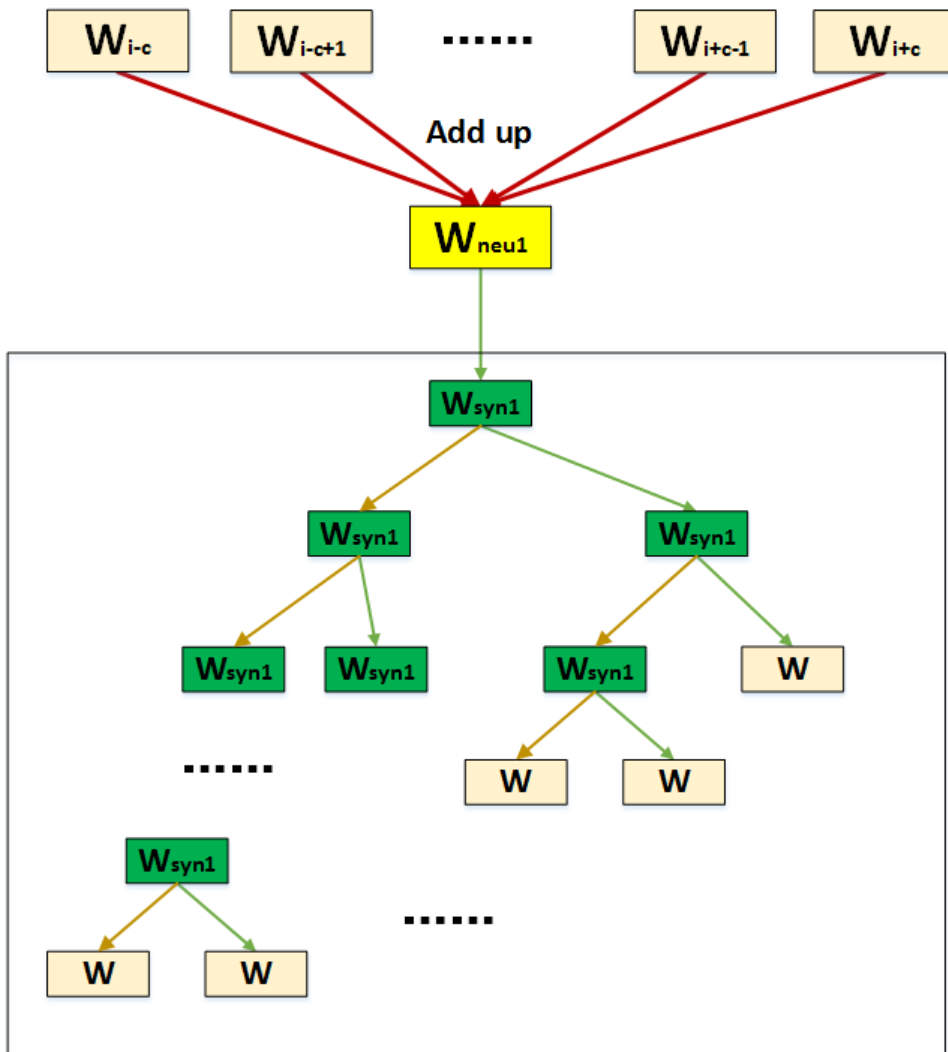 Wi-c Wi-c+1 ...... Wi+c-1 Wi+c
Add up
Wneu1
Wsyn1
Wsyn1 Wsyn1
Wsyn1 Wsyn1 Wsyn1 W
...... W W
Wsyn1
......
W W